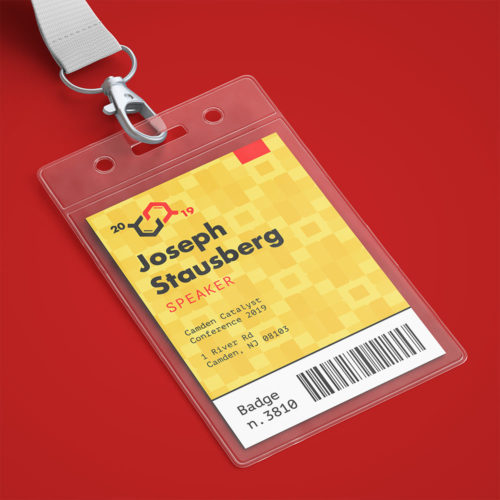 20 19
Joseph
Stausberg
SPEAKER
Camden Catalyst
Conference 2019
1 River Rd
Camden, NJ 08103
Badge
n.3810